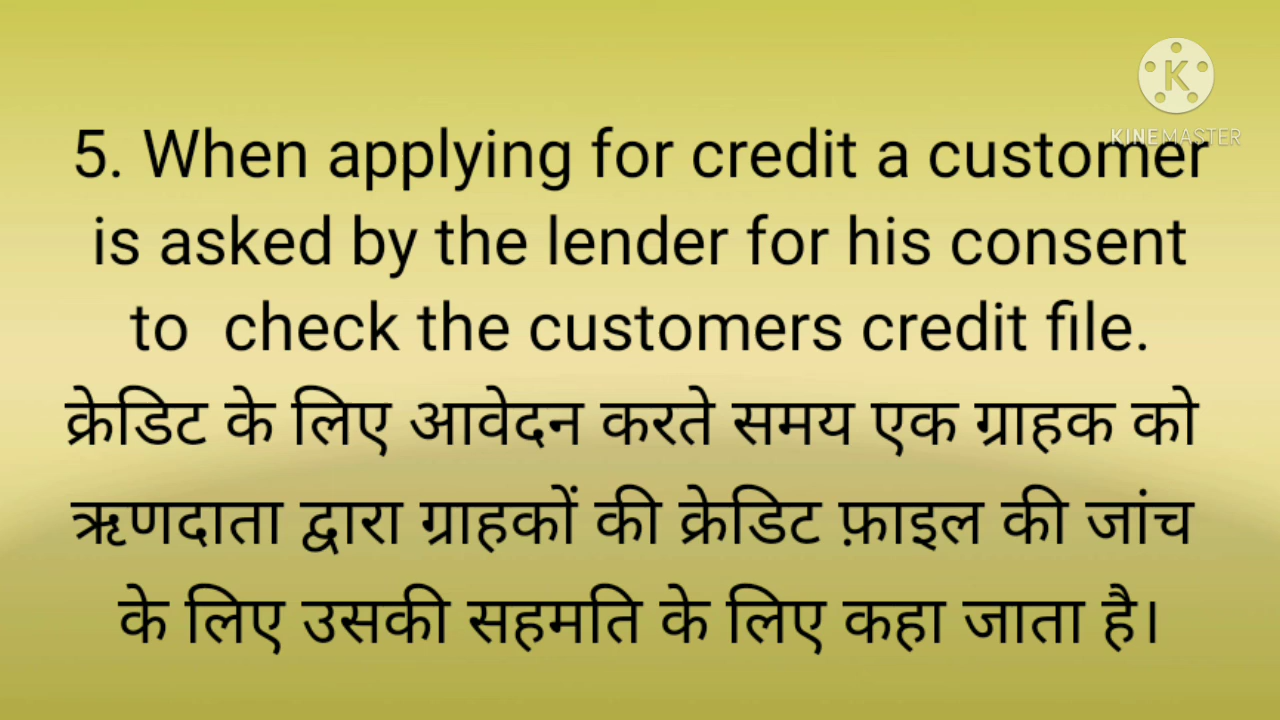 KINEMASTER
5. When applying for credit a customer
is asked by the lender for his consent
to  check the customers credit file.
क्रेडिट के लिए आवेदन करते समय एक ग्राहक को
ऋणदाता द्वारा ग्राहकों की क्रेडिट फ़ाइल की जांच
के लिए उसकी सहमति के लिए कहा जाता है।